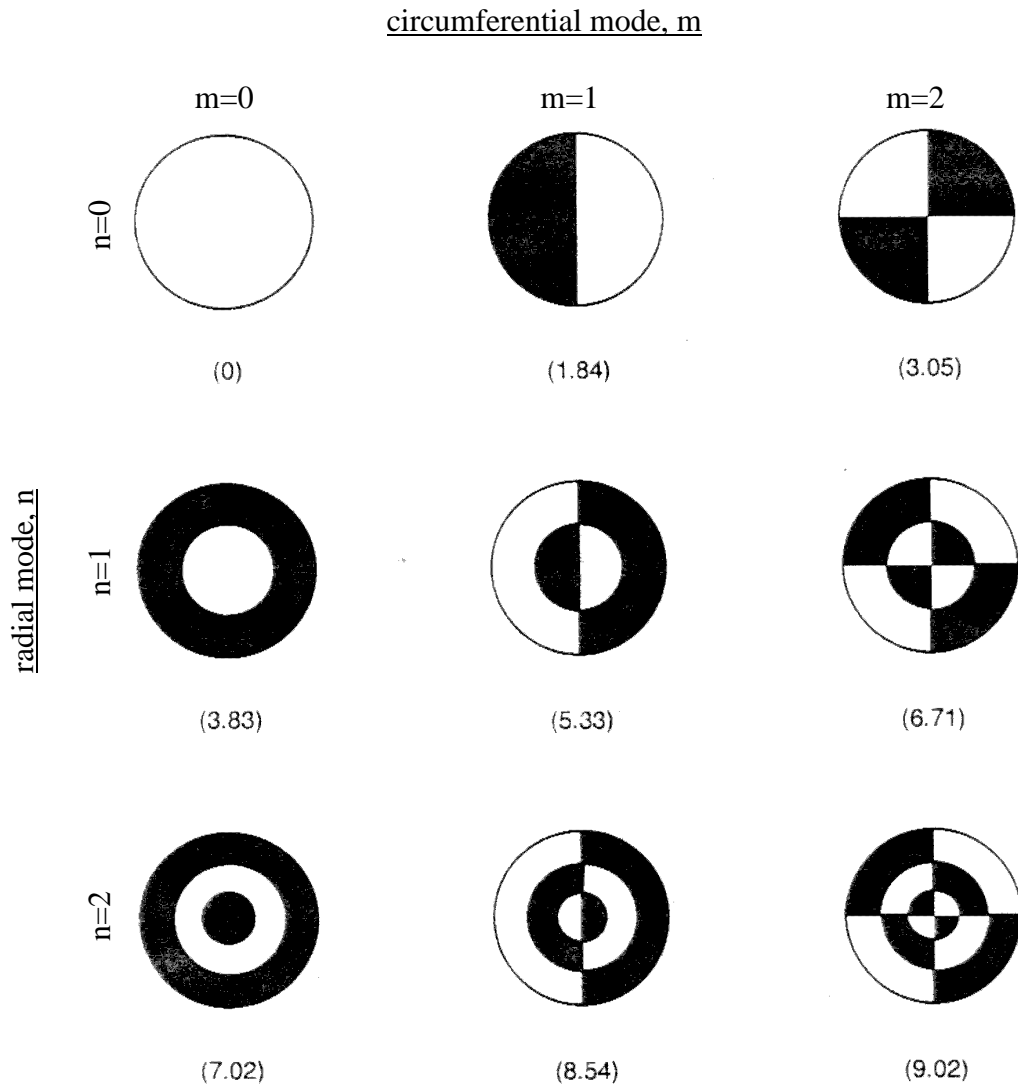 circumferential mode, m
m=0
m=1
m=2
n=0
(0)
(1.84)
(3.05)
radial mode, n
n=1
(3.83)
(5.33)
(6.71)
n=2
(7.02)
(8.54)
(9.02)